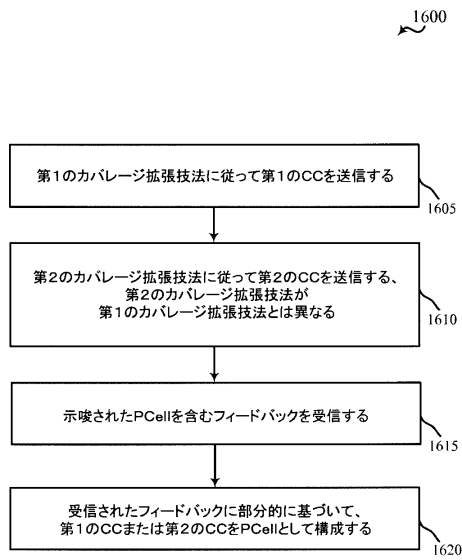 1600
第1のカバレージ拡張技法に従って第1のCCを送信する
1605
第2のカバレージ拡張技法に従って第2のCCを送信する、
第2のカバレージ拡張技法が
第1のカバレージ拡張技法とは異なる
1610
示唆されたPCellを含むフィードバックを受信する
1615
受信されたフィードバックに部分的に基づいて、
第1のCCまたは第2のCCをPCellとして構成する
1620